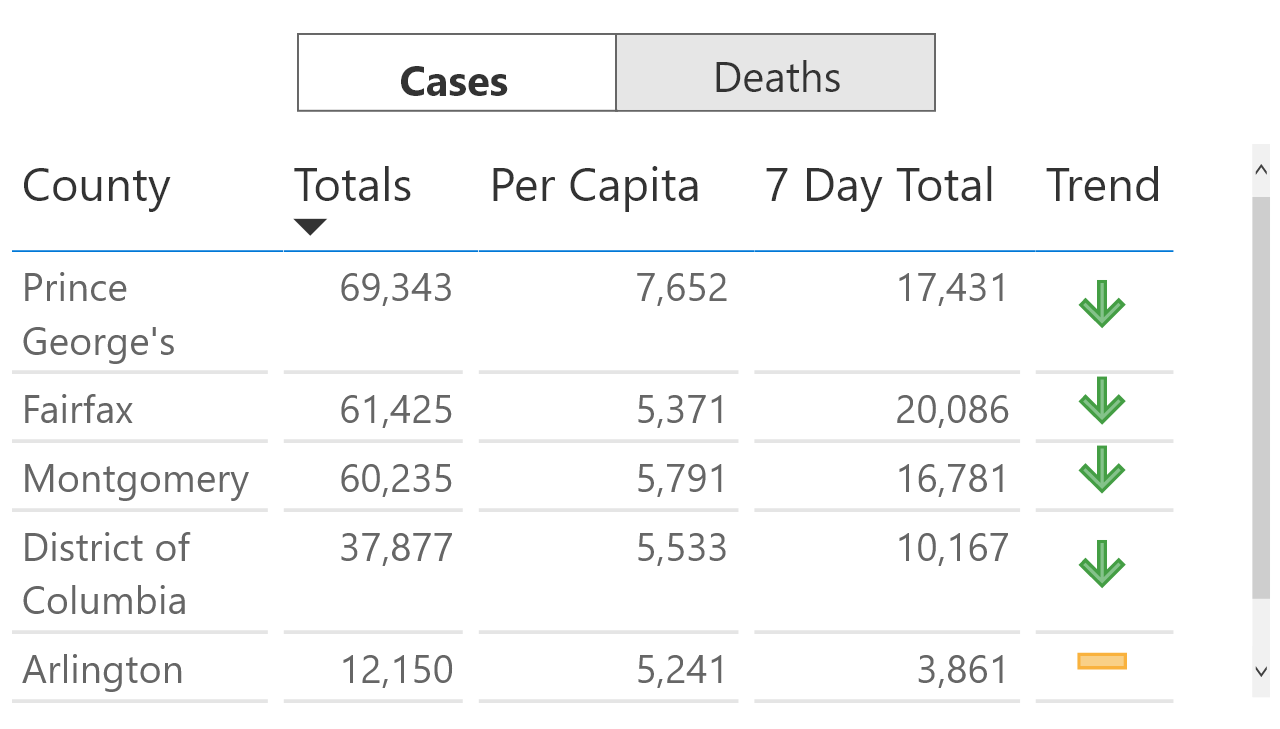 Cases Deaths
County Totals Per Capita 7 Day Total Trend
Prince 69,343 7,652 17,431
George's
Fairfax 61,425 5,371 20,086
Montgomery 60,235 5,791 16,781
District of 37,877 5,533 10,167
Columbia
Arlington 12,150 5,241 3,861